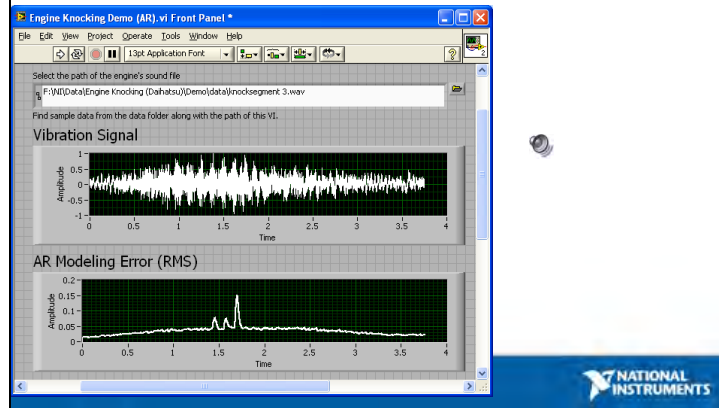 Engine Knocking Demo (AR).vi Front Panel *
File Edit View Project Operate Tools Window Help
13pt Application Font
2
Select the path of the engine's sound file
F:\NI\Data\Engine Knocking (Daihatsu)\Demo\data\knocksegment 3.wav
Find sample data from the data folder along with the path of this VI.
Vibration Signal
Amplitude
1
0.5
0
-0.5
-1
0 0.5 1 1.5 2 2.5 3 3.5 4
Time
AR Modeling Error (RMS)
Amplitude
0.2
0.15
0.1
0.05
0
0 0.5 1 1.5 2 2.5 3 3.5 4
Time
NATIONAL
INSTRUMENTS